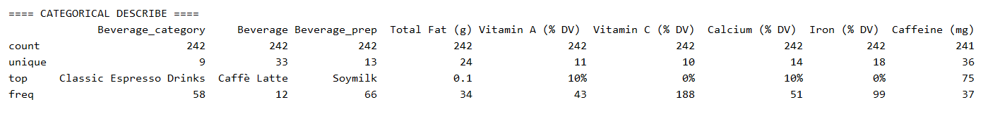 ==== CATEGORICAL DESCRIBE ====
Beverage_category Beverage Beverage_prep Total Fat (g) Vitamin A (% DV) Vitamin C (% DV) Calcium (% DV) Iron (% DV) Caffeine (mg)
count 242 242 242 242 242 242 242 242 241
unique 9 33 13 24 11 10 14 18 36
top Classic Espresso Drinks Caffè Latte Soymilk 0.1 10% 0% 10% 0% 75
freq 58 12 66 34 43 188 51 99 37